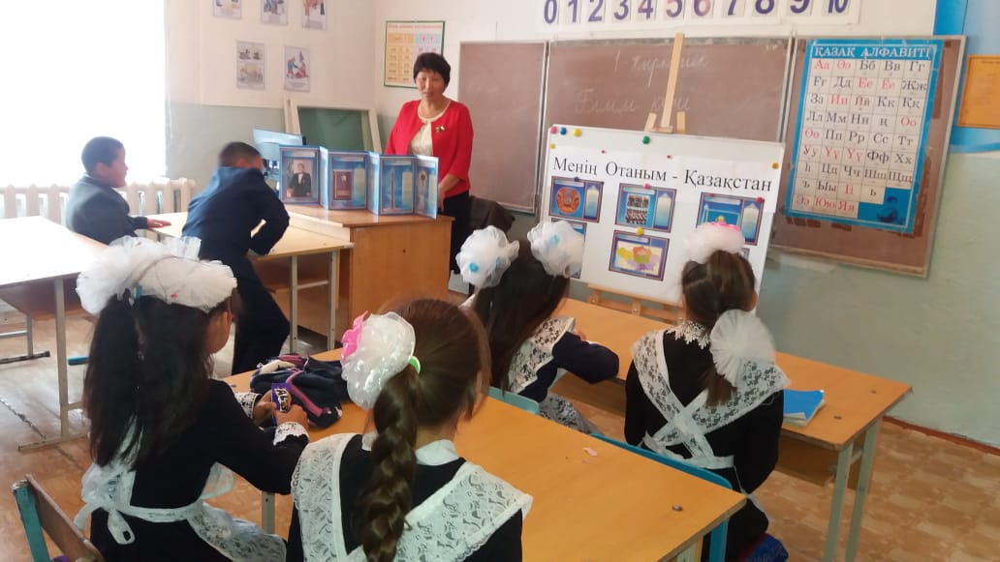 0 1 2 3 4 5 6 7 8 9 10
1-қыркүйек
Білім күні
Менің Отаным - Қазақстан
ҚАЗАҚ АЛФАВИТІ
Аа Әә Бб Вв Гг
Ғғ Дд Ее Ёё Жж
Зз Ии Йй Кк Ққ
Лл Мм Нн ң Оо
Өө Пп Рр Сс Тт
Уу Ұұ Үү Фф Хх
һ Цц Чч Шш Щщ
ъ Ыы Іі ь
Ээ Юю Яя